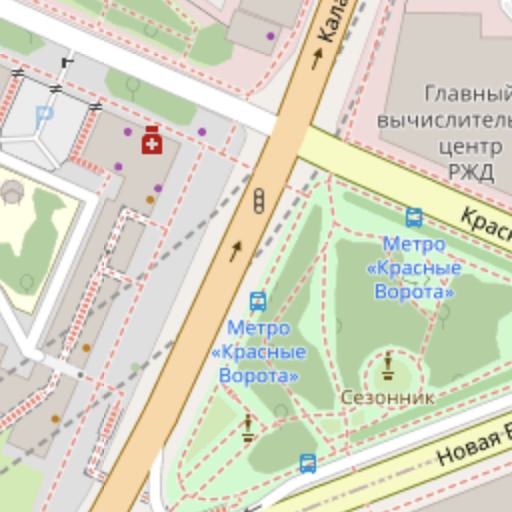 Кала
Главный
вычислитель
центр
РЖД
Красн
Метро
«Красные
Ворота»
Метро
«Красные
Ворота»
Сезонник
Новая Б
P